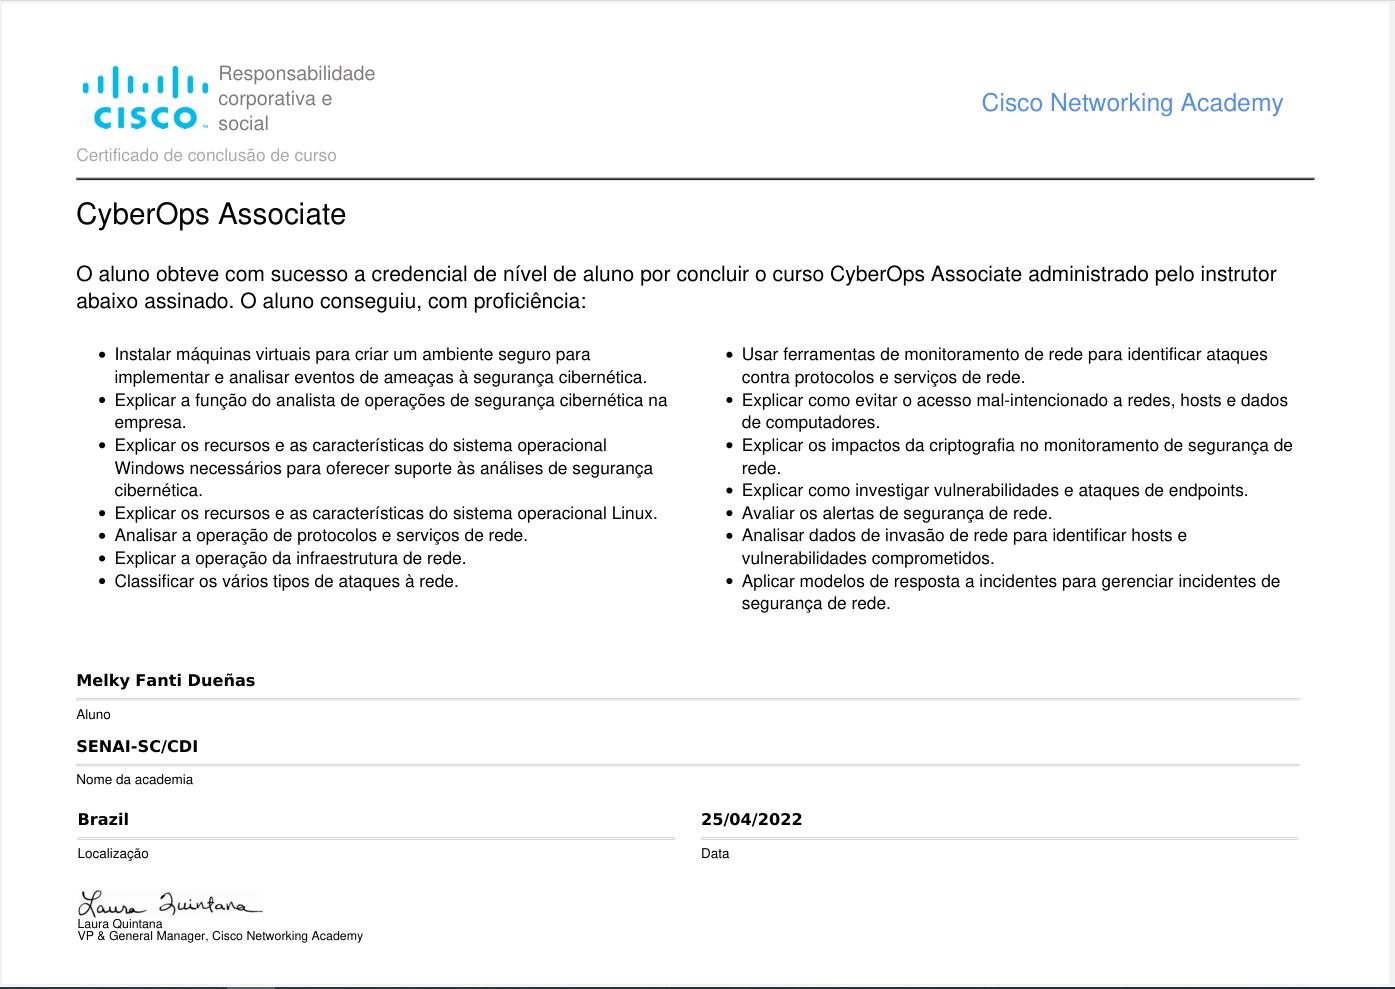 CISCO
Responsabilidade
corporativa e
social
Cisco Networking Academy
Certificado de conclusão de curso
CyberOps Associate
O aluno obteve com sucesso a credencial de nível de aluno por concluir o curso CyberOps Associate administrado pelo instrutor
abaixo assinado. O aluno conseguiu, com proficiência:
• Instalar máquinas virtuais para criar um ambiente seguro para
implementar e analisar eventos de ameaças à segurança cibernética.
• Explicar a função do analista de operações de segurança cibernética na
empresa.
• Explicar os recursos e as características do sistema operacional
Windows necessários para oferecer suporte às análises de segurança
cibernética.
• Explicar os recursos e as características do sistema operacional Linux.
• Analisar a operação de protocolos e serviços de rede.
• Explicar a operação da infraestrutura de rede.
• Classificar os vários tipos de ataques à rede.
• Usar ferramentas de monitoramento de rede para identificar ataques
contra protocolos e serviços de rede.
• Explicar como evitar o acesso mal-intencionado a redes, hosts e dados
de computadores.
• Explicar os impactos da criptografia no monitoramento de segurança de
rede.
• Explicar como investigar vulnerabilidades e ataques de endpoints.
• Avaliar os alertas de segurança de rede.
• Analisar dados de invasão de rede para identificar hosts e
vulnerabilidades comprometidos.
• Aplicar modelos de resposta a incidentes para gerenciar incidentes de
segurança de rede.
Melky Fanti Dueñas
Aluno
SENAI-SC/CDI
Nome da academia
Brazil
Localização
25/04/2022
Data
Laura Quintana
Laura Quintana
VP & General Manager, Cisco Networking Academy